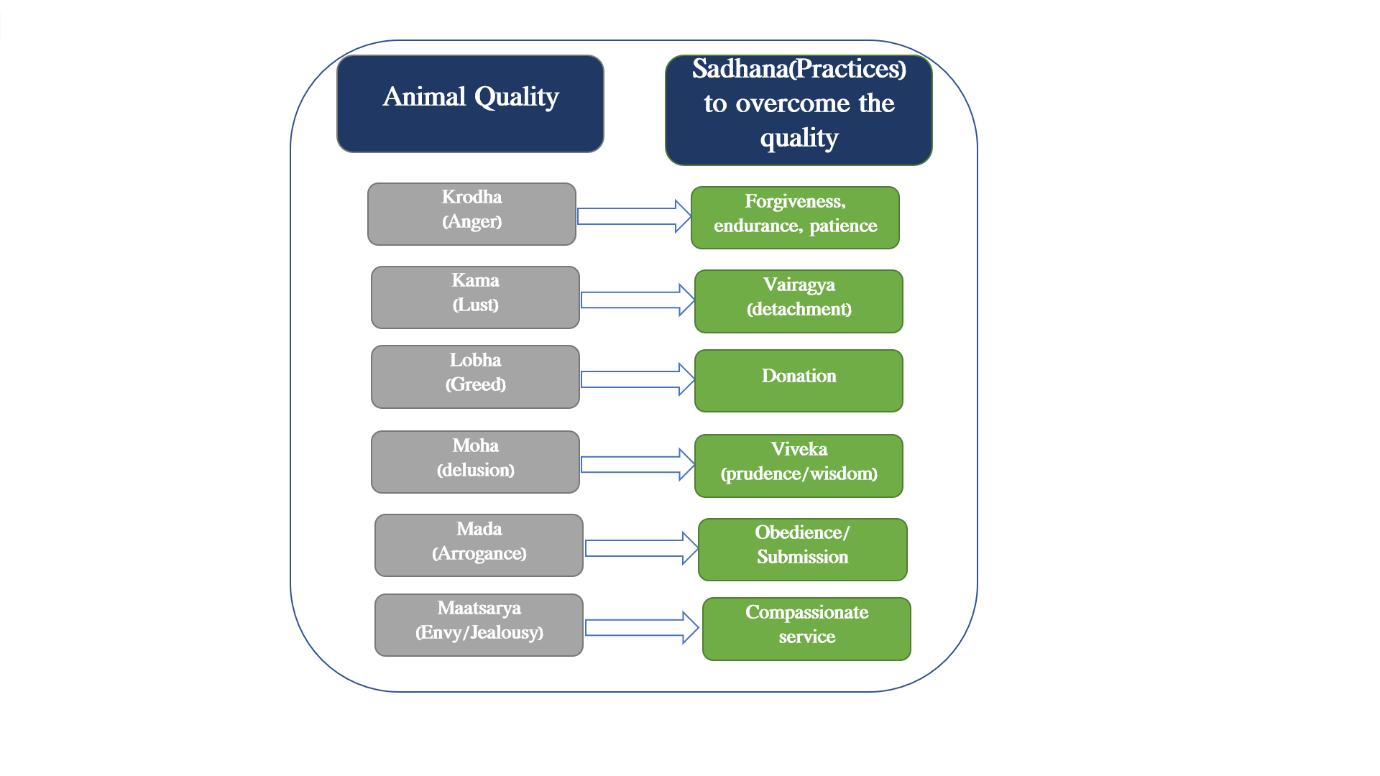 Animal Quality
Sadhana(Practices)
to overcome the
quality
Krodha
(Anger)
Forgiveness,
endurance, patience
Kama
(Lust)
Vairagya
(detachment)
Lobha
(Greed)
Donation
Moha
(delusion)
Viveka
(prudence/wisdom)
Mada
(Arrogance)
Obedience/
Submission
Maatsarya
(Envy/Jealousy)
Compassionate
service